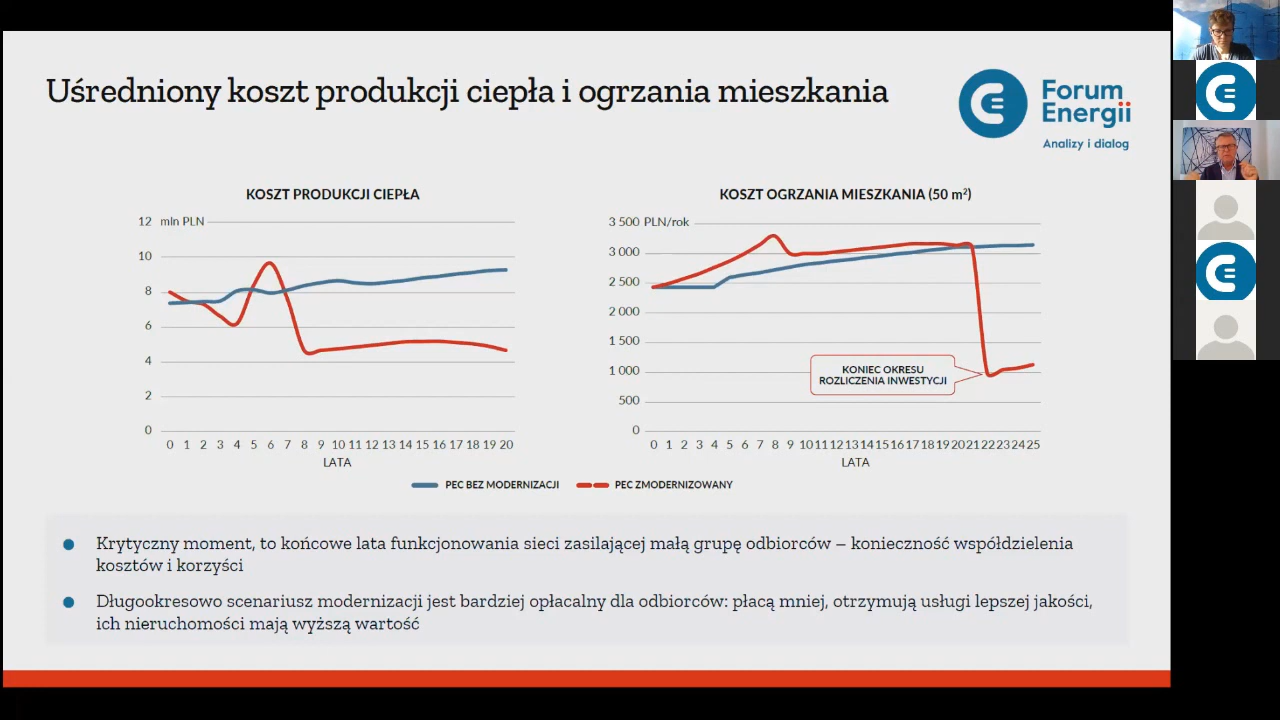 Uśredniony koszt produkcji ciepła i ogrzania mieszkania
Forum
Energii
Analizy i dialog
KOSZT PRODUKCJI CIEPŁA
12 mln PLN
10
8
6
4
2
0
0 1 2 3 4 5 6 7 8 9 10 11 12 13 14 15 16 17 18 19 20
LATA
KOSZT OGRZANIA MIESZKANIA (50 m²)
3 500 PLN/rok
3 000
2 500
2 000
1 500
1 000
500
0
KONIEC OKRESU
ROZLICZENIA INWESTYCJI
0 1 2 3 4 5 6 7 8 9 10 11 12 13 14 15 16 17 18 19 20 21 22 23 24 25
LATA
PEC BEZ MODERNIZACJI PEC ZMODERNIZOWANY
Krytyczny moment, to końcowe lata funkcjonowania sieci zasilającej małą grupę odbiorców – konieczność współdzielenia
kosztów i korzyści
Długookresowo scenariusz modernizacji jest bardziej opłacalny dla odbiorców: płacą mniej, otrzymują usługi lepszej jakości,
ich nieruchomości mają wyższą wartość